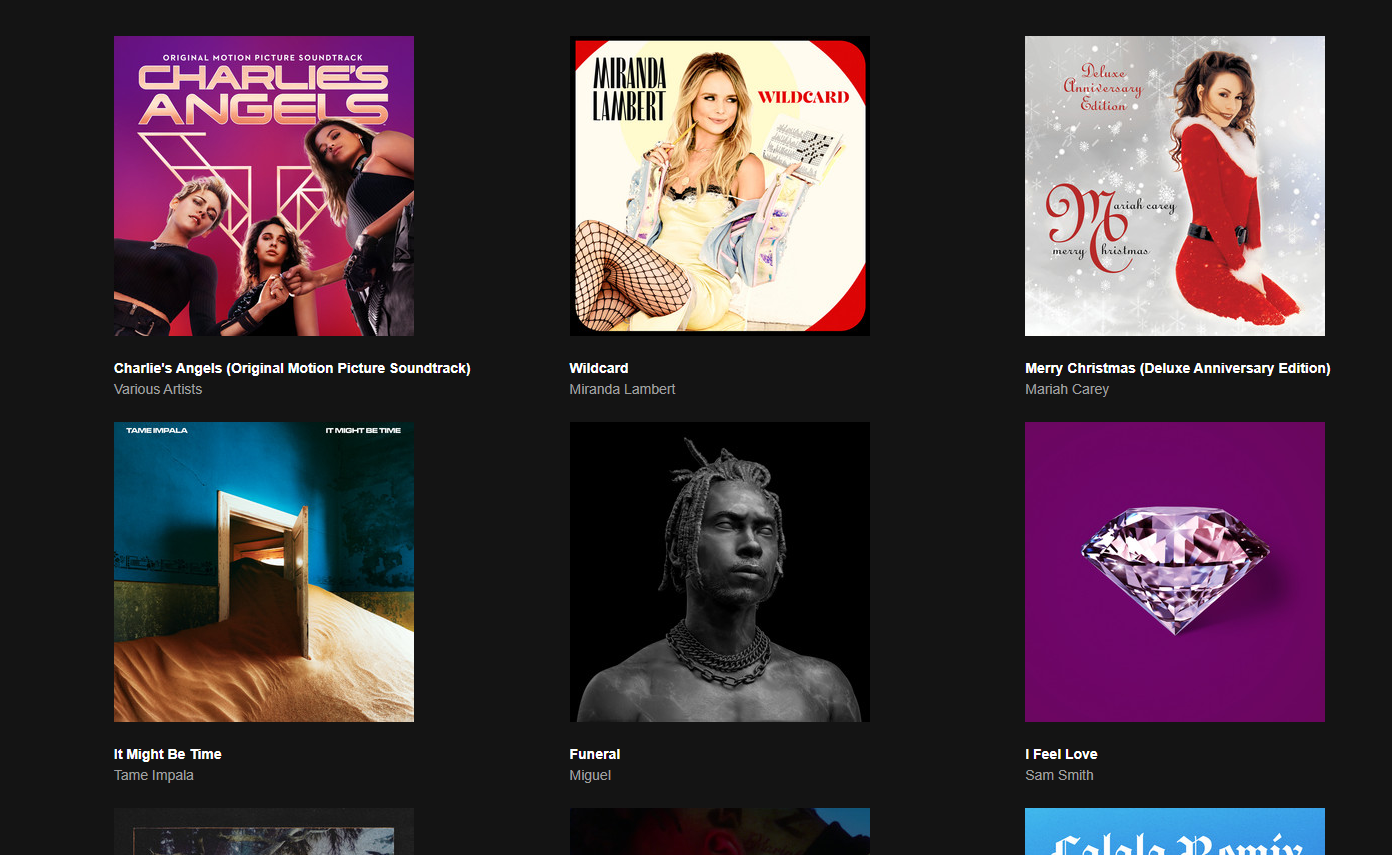 ORIGINAL MOTION PICTURE SOUNDTRACK
CHARLIE'S
ANGELS
MIRANDA
LAMBERT
WILDCARD
Deluxe
Anniversary
Edition
Mariah carey
merry Christmas
Charlie's Angels (Original Motion Picture Soundtrack)
Various Artists
Wildcard
Miranda Lambert
Merry Christmas (Deluxe Anniversary Edition)
Mariah Carey
TAME IMPALA
IT MIGHT BE TIME
It Might Be Time
Tame Impala
Funeral
Miguel
I Feel Love
Sam Smith
Lalala Remix